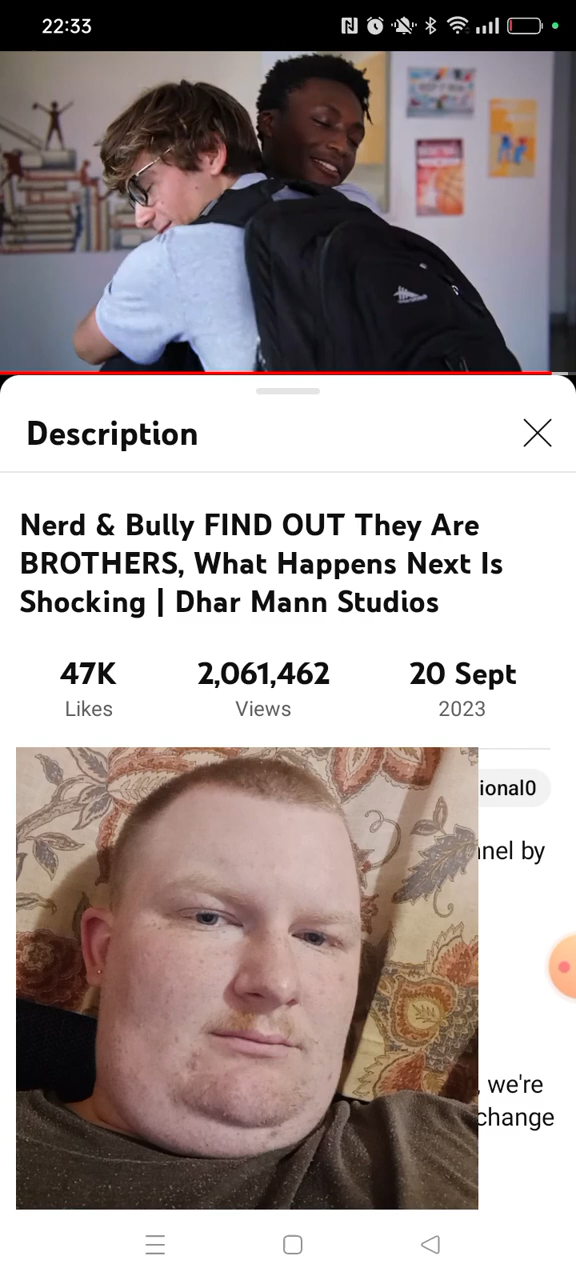 22:33
Description
Nerd & Bully FIND OUT They Are
BROTHERS, What Happens Next Is
Shocking | Dhar Mann Studios
47K
2,061,462
20 Sept
Likes
Views
2023
ional0
nnel by
, we're
change